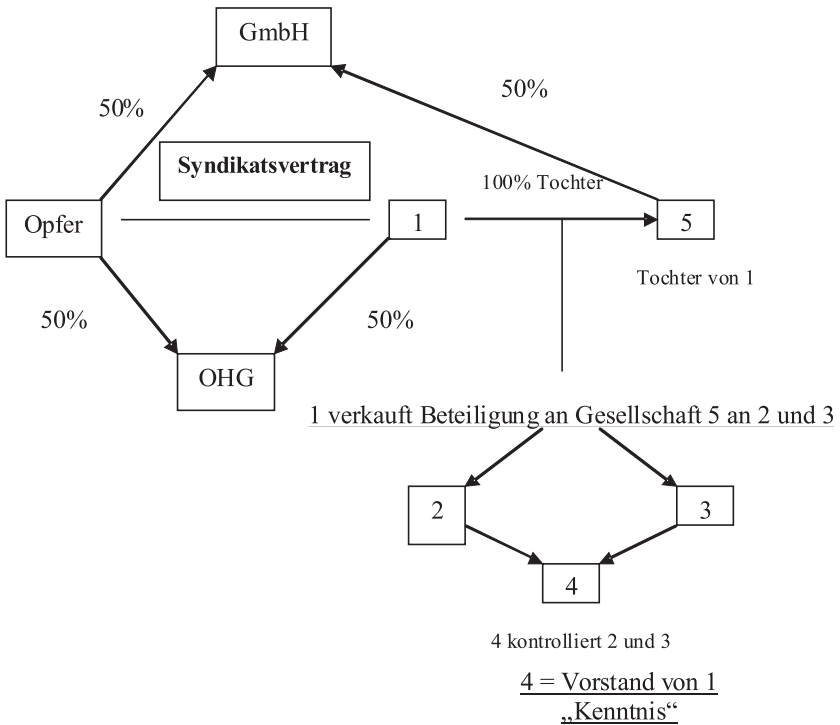 GmbH
50%
50%
Syndikatsvertrag
100% Tochter
Opfer
1
5
Tochter von 1
50%
50%
OHG
1 verkauft Beteiligung an Gesellschaft 5 an 2 und 3
2
3
4
4 kontrolliert 2 und 3
4 = Vorstand von 1
„Kenntnis“